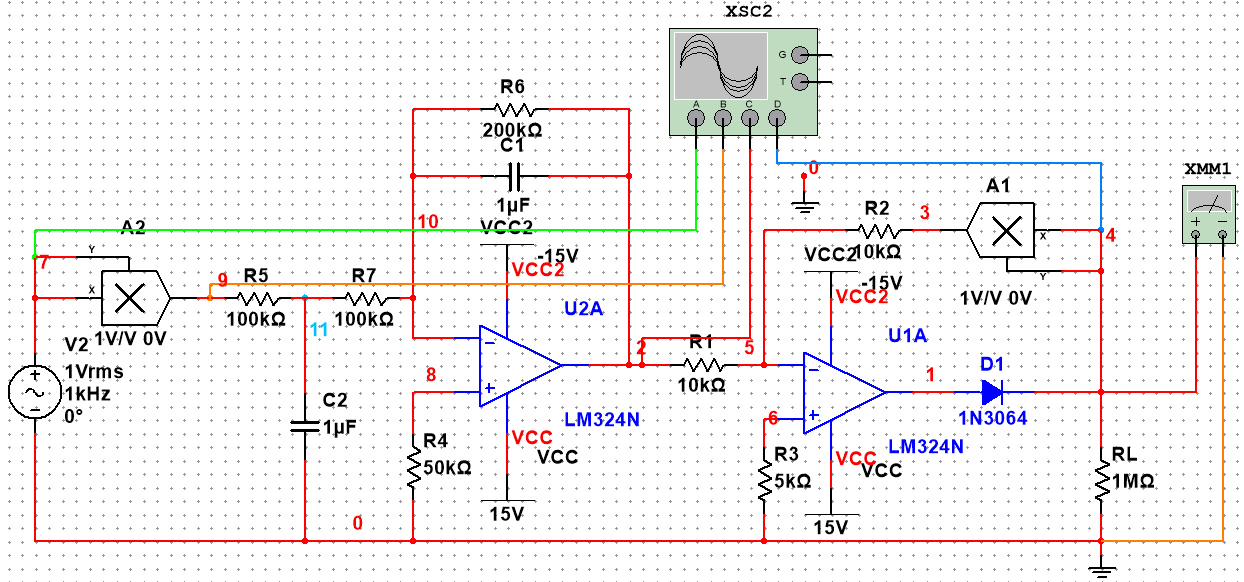 XSC2
G
T
A B C D
R6
200kΩ
C1
1µF
XMM1
+ −
0
A1
X
Y
1V/V 0V
4
R2
3
10kΩ
10
VCC2
-15V
VCC2
VCC2
-15V
VCC2
A2
Y
X
1V/V 0V
7
9
R5
100kΩ
11
R7
100kΩ
U2A
LM324N
U1A
LM324N
2
R1
10kΩ
5
1
D1
1N3064
V2
1Vrms
1kHz
0°
C2
1µF
8
R4
50kΩ
VCC
VCC
15V
6
R3
5kΩ
VCC
VCC
15V
RL
1MΩ
0